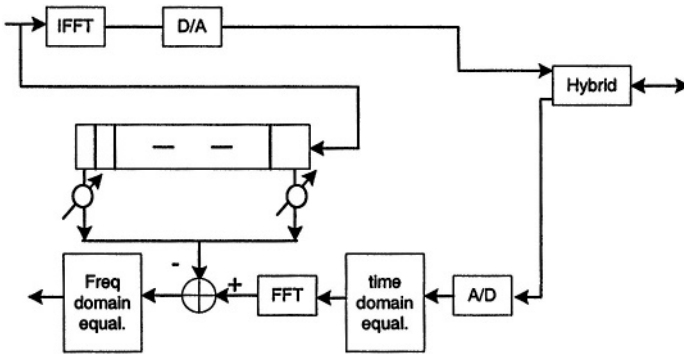 IFFT
D/A
Hybrid
-
+
Freq
domain
equal.
FFT
time
domain
equal.
A/D